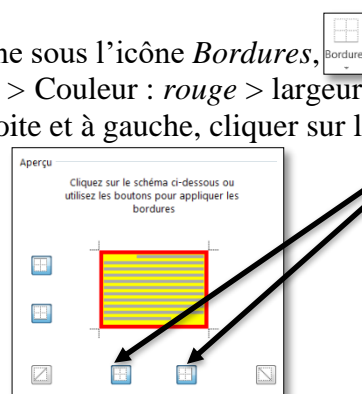 ne sous l’icône Bordures,
Bordure
> Couleur : rouge > largeur
oite et à gauche, cliquer sur l
Aperçu
Cliquez sur le schéma ci-dessous ou
utilisez les boutons pour appliquer les
bordures